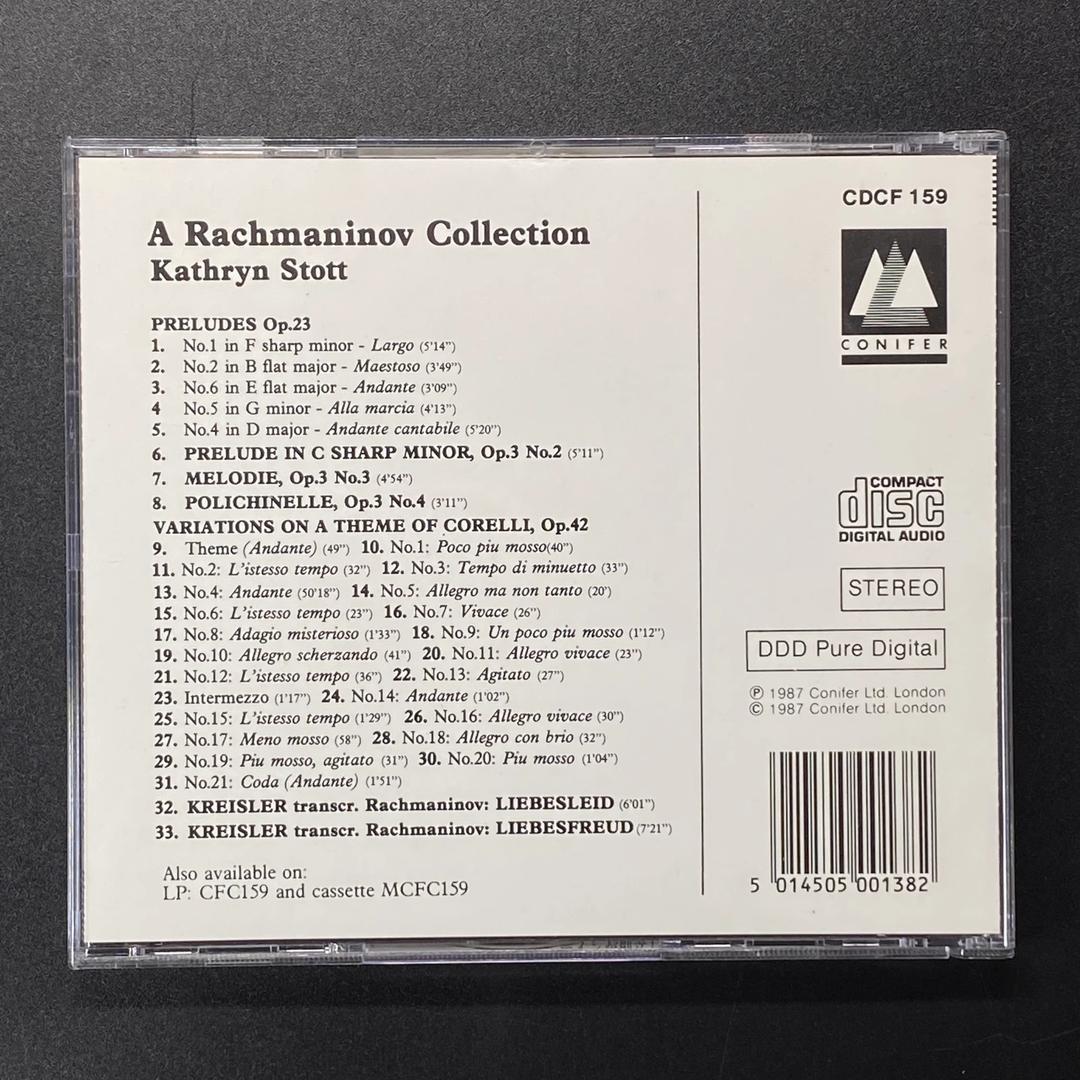 A Rachmaninov Collection
Kathryn Stott
PRELUDES Op.23
1. No.1 in F sharp minor - Largo (5'14")
2. No.2 in B flat major - Maestoso (3'49")
3. No.6 in E flat major - Andante (3'09")
4 No.5 in G minor - Alla marcia (4'13")
5. No.4 in D major - Andante cantabile (5'20")
6. PRELUDE IN C SHARP MINOR, Op.3 No.2 (5'11")
7. MELODIE, Op.3 No.3 (4'54")
8. POLICHINELLE, Op.3 No.4 (3'11")
VARIATIONS ON A THEME OF CORELLI, Op.42
9. Theme (Andante) (49") 10. No.1: Poco piu mosso(40")
11. No.2: L'istesso tempo (32") 12. No.3: Tempo di minuetto (33")
13. No.4: Andante (50'18") 14. No.5: Allegro ma non tanto (20')
15. No.6: L'istesso tempo (23") 16. No.7: Vivace (26")
17. No.8: Adagio misterioso (1'33") 18. No.9: Un poco piu mosso (1'12")
19. No.10: Allegro scherzando (41") 20. No.11: Allegro vivace (23")
21. No.12: L'istesso tempo (36") 22. No.13: Agitato (27")
23. Intermezzo (1'17") 24. No.14: Andante (1'02")
25. No.15: L'istesso tempo (1'29") 26. No.16: Allegro vivace (30")
27. No.17: Meno mosso (58") 28. No.18: Allegro con brio (32")
29. No.19: Piu mosso, agitato (31") 30. No.20: Piu mosso (1'04")
31. No.21: Coda (Andante) (1'51")
32. KREISLER transcr. Rachmaninov: LIEBESLEID (6'01")
33. KREISLER transcr. Rachmaninov: LIEBESFREUD (7'21")
Also available on:
LP: CFC159 and cassette MCFC159
CDCF 159
CONIFER
COMPACT
disc
DIGITAL AUDIO
STEREO
DDD Pure Digital
℗ 1987 Conifer Ltd. London
© 1987 Conifer Ltd. London
5 014505 001382